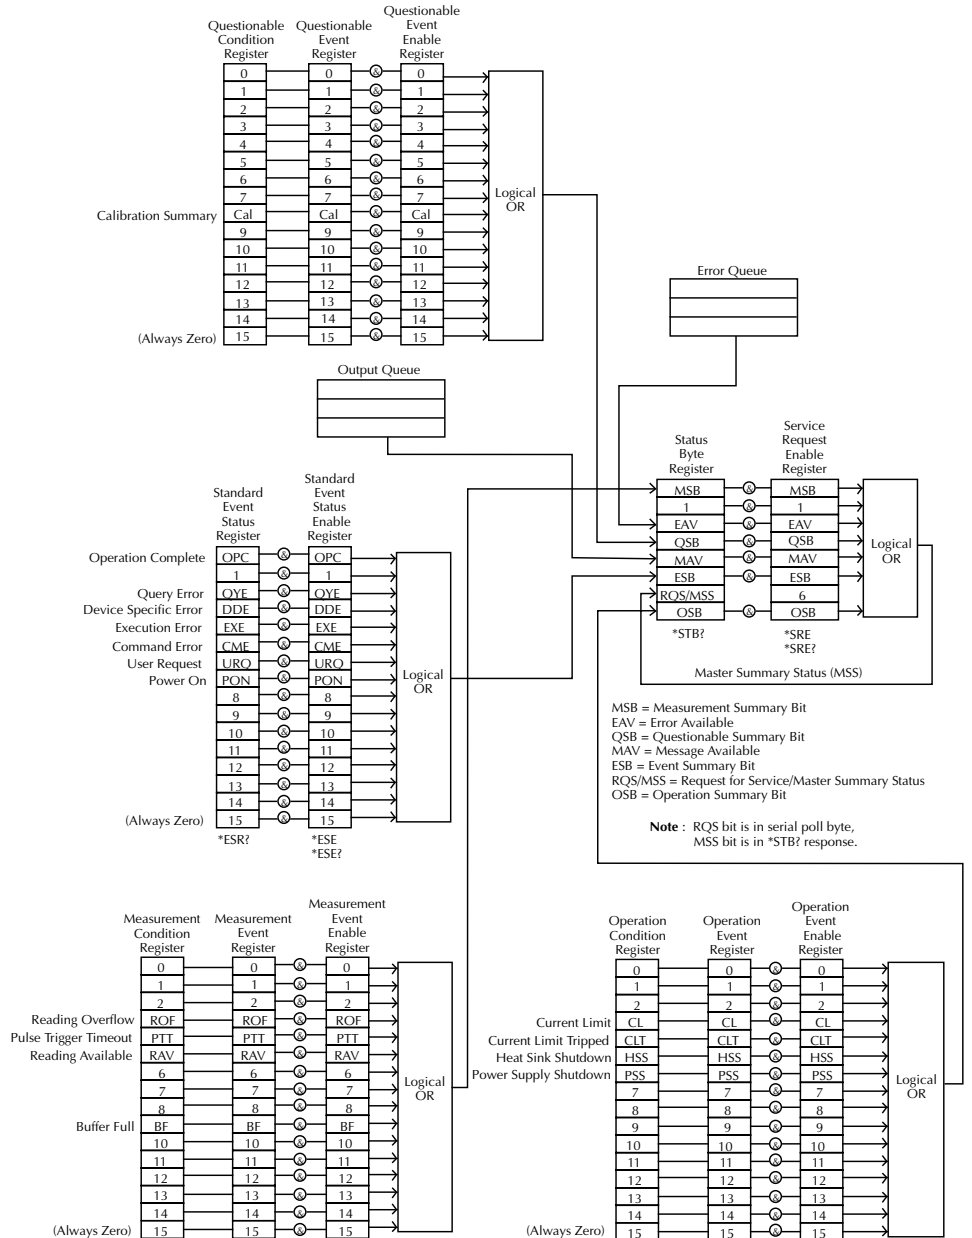 Questionable
Condition
Register
Questionable
Event
Register
Questionable
Event
Enable
Register
0 0 & 0
1 1 & 1
2 2 & 2
3 3 & 3
4 4 & 4
5 5 & 5
6 6 & 6
7 7 & 7
Calibration Summary Cal Cal & Cal
9 9 & 9
10 10 & 10
11 11 & 11
12 12 & 12
13 13 & 13
14 14 & 14
(Always Zero) 15 15 & 15
Logical
OR
Error Queue
Output Queue
Status
Byte
Register
Service
Request
Enable
Register
MSB & MSB
1 & 1
EAV & EAV
QSB & QSB
MAV & MAV
ESB & ESB
RQS/MSS 6
OSB & OSB
*STB?
*SRE
*SRE?
Logical
OR
Master Summary Status (MSS)
Standard
Event
Status
Register
Standard
Event
Status
Enable
Register
Operation Complete OPC & OPC
1 & 1
Query Error QYE & QYE
Device Specific Error DDE & DDE
Execution Error EXE & EXE
Command Error CME & CME
User Request URQ & URQ
Power On PON & PON
8 & 8
9 & 9
10 & 10
11 & 11
12 & 12
13 & 13
14 & 14
(Always Zero) 15 & 15
*ESR?
*ESE
*ESE?
Logical
OR
MSB = Measurement Summary Bit
EAV = Error Available
QSB = Questionable Summary Bit
MAV = Message Available
ESB = Event Summary Bit
RQS/MSS = Request for Service/Master Summary Status
OSB = Operation Summary Bit
Note : RQS bit is in serial poll byte,
MSS bit is in *STB? response.
Measurement
Condition
Register
Measurement
Event
Register
Measurement
Event
Enable
Register
0 0 & 0
1 1 & 1
2 2 & 2
Reading Overflow ROF ROF & ROF
Pulse Trigger Timeout PTT PTT & PTT
Reading Available RAV RAV & RAV
6 6 & 6
7 7 & 7
8 8 & 8
Buffer Full BF BF & BF
10 10 & 10
11 11 & 11
12 12 & 12
13 13 & 13
14 14 & 14
(Always Zero) 15 15 & 15
Logical
OR
Operation
Condition
Register
Operation
Event
Register
Operation
Event
Enable
Register
0 0 & 0
1 1 & 1
2 2 & 2
Current Limit CL CL & CL
Current Limit Tripped CLT CLT & CLT
Heat Sink Shutdown HSS HSS & HSS
Power Supply Shutdown PSS PSS & PSS
7 7 & 7
8 8 & 8
9 9 & 9
10 10 & 10
11 11 & 11
12 12 & 12
13 13 & 13
14 14 & 14
(Always Zero) 15 15 & 15
Logical
OR